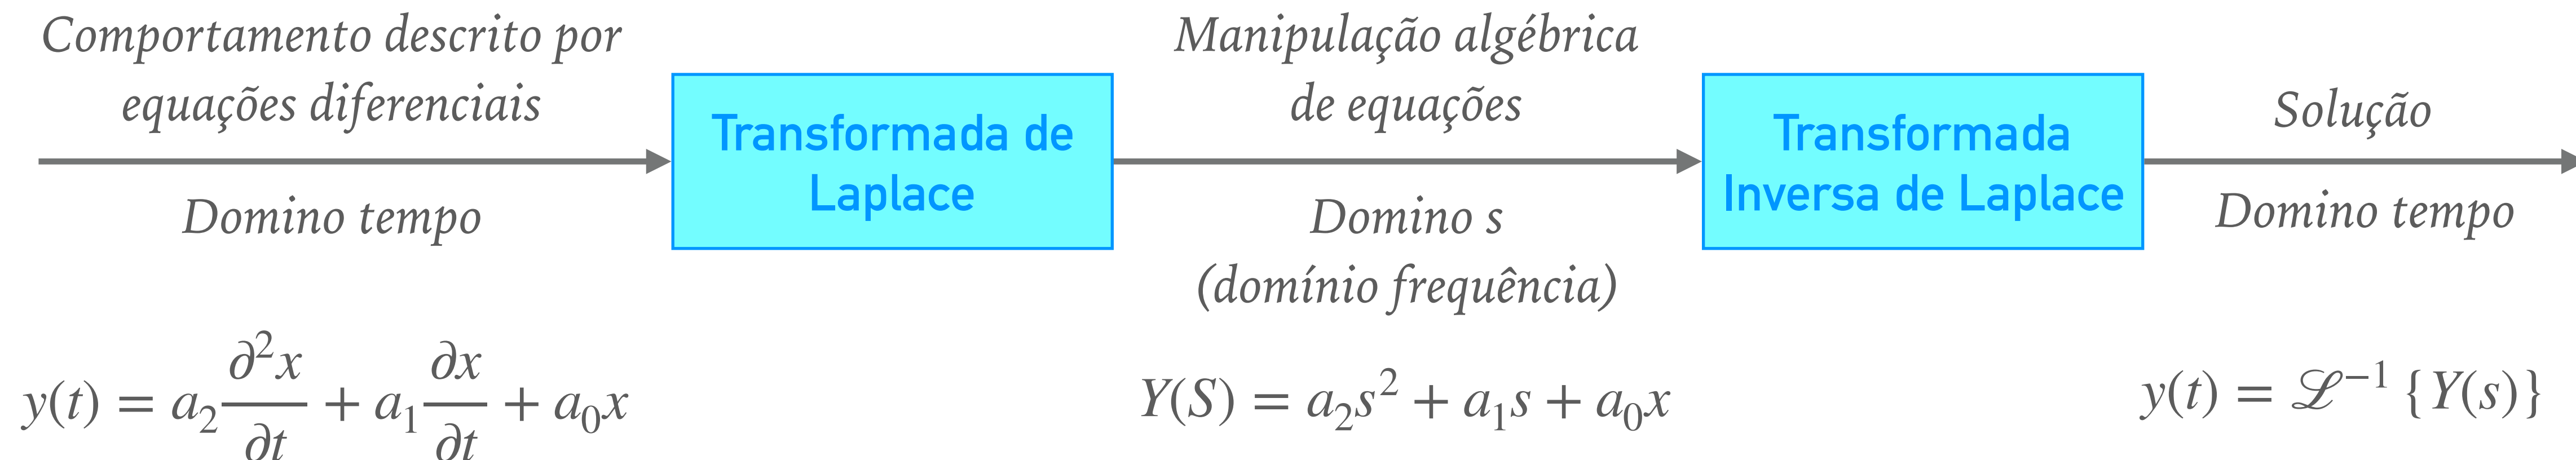 Comportamento descrito por
equações diferenciais
Domino tempo
Transformada de
Laplace
Manipulação algébrica
de equações
Domino s
(domínio frequência)
Transformada
Inversa de Laplace
Solução
Domino tempo
y(t) = a₂ ∂²x/∂t + a₁ ∂x/∂t + a₀x
Y(S) = a₂s² + a₁s + a₀x
y(t) = ℒ⁻¹ {Y(s)}